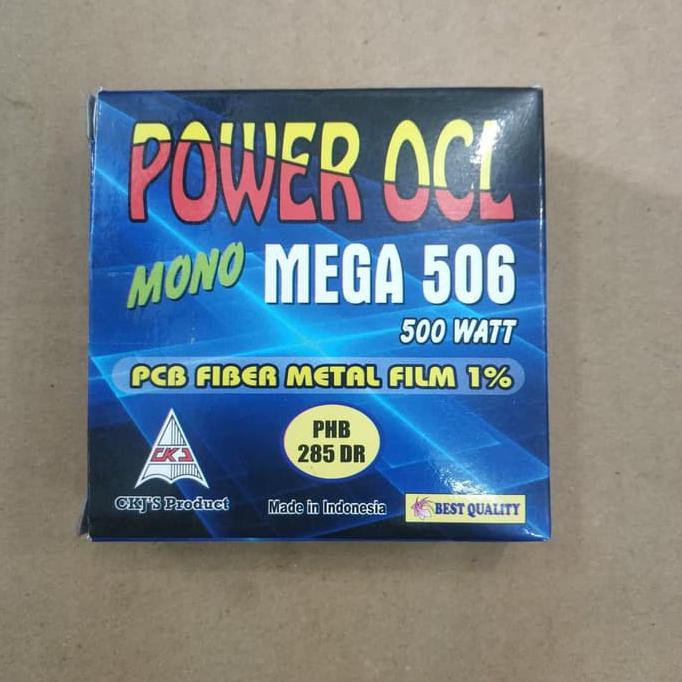 POWER OCL
MONO MEGA 506
500 WATT
PCB FIBER METAL FILM 1%
CKJ
PHB
285 DR
CKJ'S Product
Made in Indonesia
BEST QUALITY